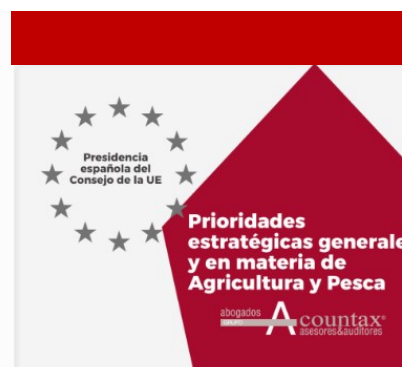 Presidencia
española del
Consejo de la UE
Prioridades
estratégicas generale
y en materia de
Agricultura y Pesca
abogados
GRUPO
Acountax
asesores&auditores